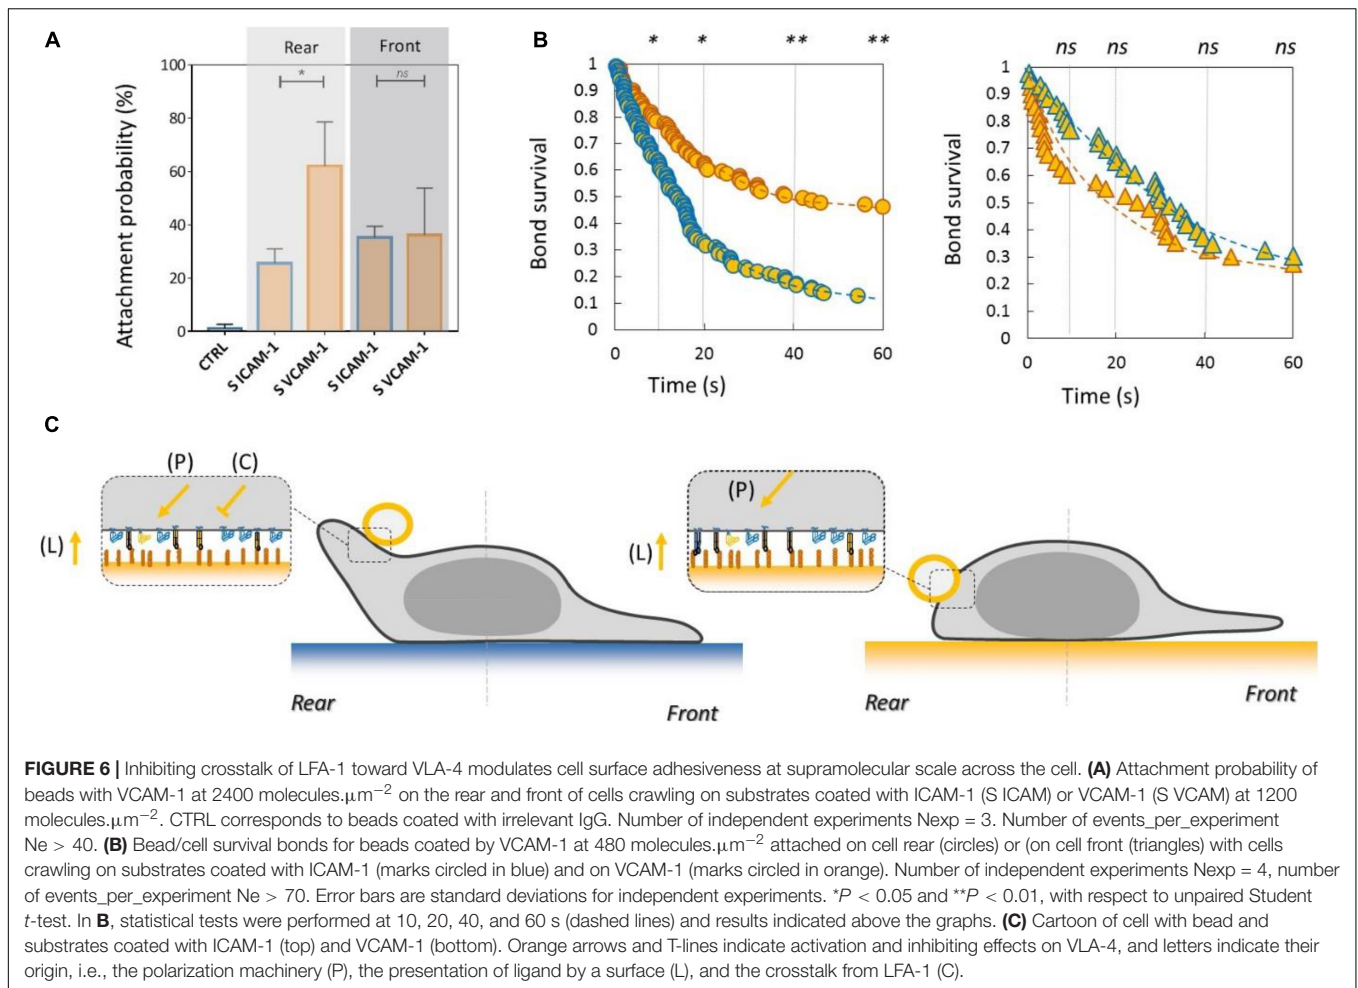 A
Rear
Front
Attachment probability (%)
100
80
60
40
20
0
*
ns
CTRL
S ICAM-1
S VCAM-1
S ICAM-1
S VCAM-1
B
* * ** **
Bond survival
1
0.9
0.8
0.7
0.6
0.5
0.4
0.3
0.2
0.1
0
0 20 40 60
Time (s)
ns ns ns ns
Bond survival
1
0.9
0.8
0.7
0.6
0.5
0.4
0.3
0.2
0.1
0
0 20 40 60
Time (s)
C
(P) (C)
(L)
Rear
Front
(P)
(L)
Rear
Front
FIGURE 6 | Inhibiting crosstalk of LFA-1 toward VLA-4 modulates cell surface adhesiveness at supramolecular scale across the cell. (A) Attachment probability of
beads with VCAM-1 at 2400 molecules.μm−2 on the rear and front of cells crawling on substrates coated with ICAM-1 (S ICAM) or VCAM-1 (S VCAM) at 1200
molecules.μm−2. CTRL corresponds to beads coated with irrelevant IgG. Number of independent experiments Nexp = 3. Number of events_per_experiment
Ne > 40. (B) Bead/cell survival bonds for beads coated by VCAM-1 at 480 molecules.μm−2 attached on cell rear (circles) or (on cell front (triangles) with cells
crawling on substrates coated with ICAM-1 (marks circled in blue) and on VCAM-1 (marks circled in orange). Number of independent experiments Nexp = 4, number
of events_per_experiment Ne > 70. Error bars are standard deviations for independent experiments. *P < 0.05 and **P < 0.01, with respect to unpaired Student
t-test. In B, statistical tests were performed at 10, 20, 40, and 60 s (dashed lines) and results indicated above the graphs. (C) Cartoon of cell with bead and
substrates coated with ICAM-1 (top) and VCAM-1 (bottom). Orange arrows and T-lines indicate activation and inhibiting effects on VLA-4, and letters indicate their
origin, i.e., the polarization machinery (P), the presentation of ligand by a surface (L), and the crosstalk from LFA-1 (C).